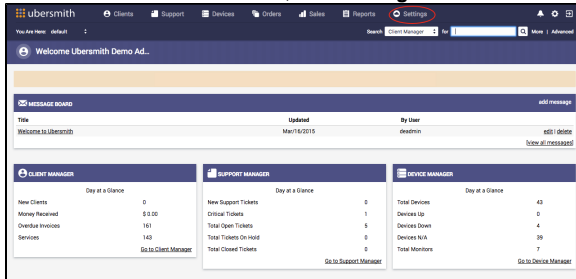 ubersmith Clients Support Devices Orders Sales Reports Settings
You Are Here: default Search Client Manager for More | Advanced
Welcome Ubersmith Demo Ad...
MESSAGE BOARD add message
Title Updated By User
Welcome to Ubersmith Mar/16/2015 deadmin edit | delete
[view all messages]
CLIENT MANAGER SUPPORT MANAGER DEVICE MANAGER
Day at a Glance Day at a Glance Day at a Glance
New Clients 0 New Support Tickets 0 Total Devices 43
Money Received $ 0.00 Critical Tickets 1 Devices Up 0
Overdue Invoices 161 Total Open Tickets 5 Devices Down 4
Services 143 Total Tickets On Hold 0 Devices N/A 39
Go to Client Manager Total Closed Tickets 0 Total Monitors 7
Go to Support Manager Go to Device Manager